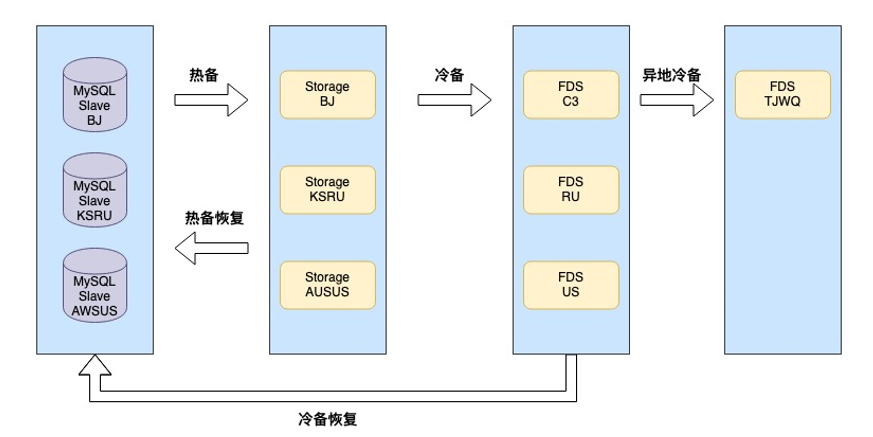 热备
冷备
异地冷备
MySQL
Slave
BJ
Storage
BJ
FDS
C3
FDS
TJWQ
MySQL
Slave
KSRU
Storage
KSRU
FDS
RU
热备恢复
MySQL
Slave
AWSUS
Storage
AUSUS
FDS
US
冷备恢复